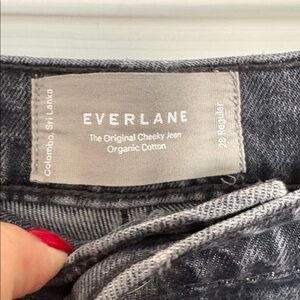 Colombo, Sri Lanka
EVERLANE
The Original Cheeky Jean
Organic Cotton
28 Regular